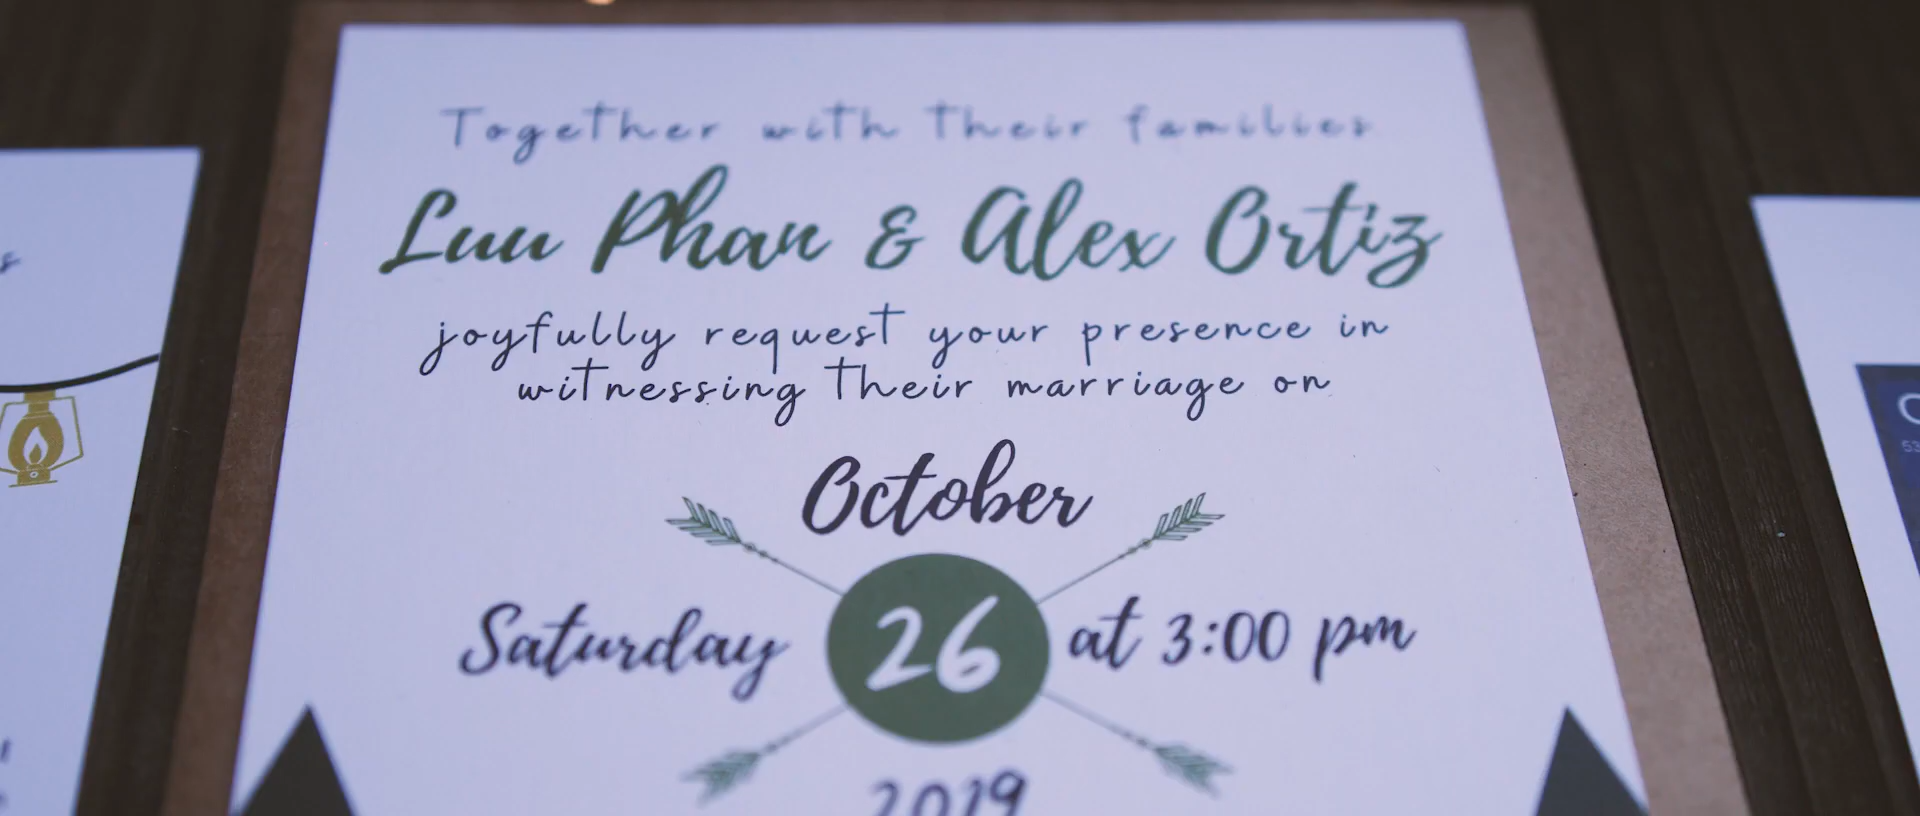 Together with their families
Luu Phan & Alex Ortiz
joyfully request your presence in
witnessing their marriage on
October
Saturday 26 at 3:00 pm
2019